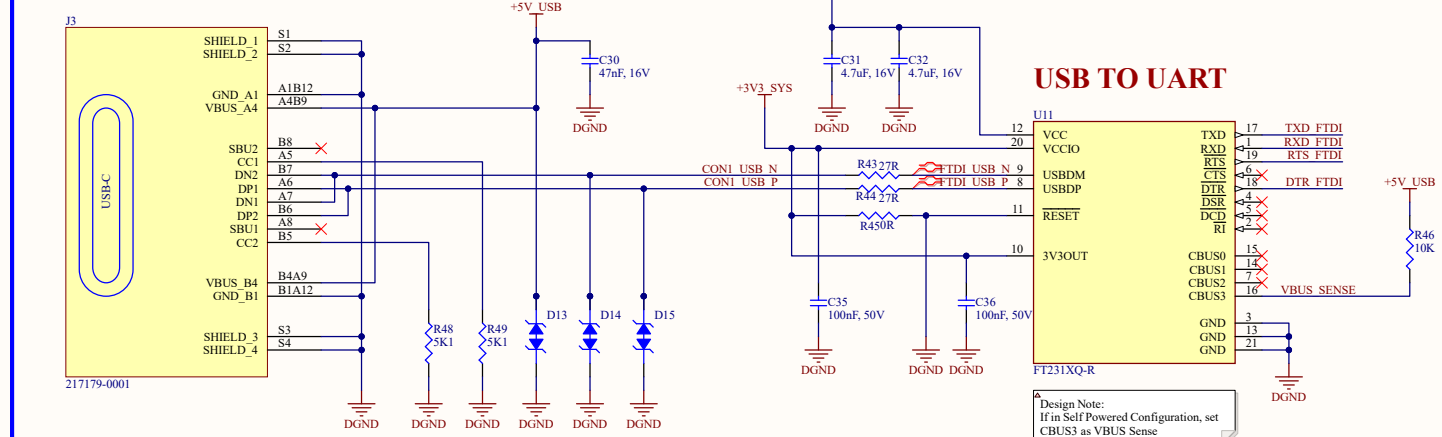 J3
+5V_USB
SHIELD_1 S1
SHIELD_2 S2
GND_A1 A1B12
VBUS_A4 A4B9
SBU2 B8
CC1 A5
DN2 B7
DP1 A6
DN1 A7
DP2 B6
SBU1 A8
CC2 B5
VBUS_B4 B4A9
GND_B1 B1A12
SHIELD_3 S3
SHIELD_4 S4
USB-C
217179-0001
C30
47nF, 16V
DGND
R48
5K1
R49
5K1
D13
D14
D15
DGND
DGND
DGND
DGND
DGND
DGND
C31
4.7uF, 16V
C32
4.7uF, 16V
DGND
DGND
+3V3_SYS
CON1_USB_N
CON1_USB_P
R43 27R
R44 27R
R45 0R
FTDI_USB_N
FTDI_USB_P
C35
100nF, 50V
C36
100nF, 50V
DGND
DGND
DGND
USB TO UART
U11
12 VCC
20 VCCIO
9 USBDM
8 USBDP
11 RESET
10 3V3OUT
TXD 17 TXD_FTDI
RXD 1 RXD_FTDI
RTS 19 RTS_FTDI
CTS 6
DTR 18 DTR_FTDI
DSR 4
DCD 5
RI 2
CBUS0 15
CBUS1 14
CBUS2 7
CBUS3 16 VBUS_SENSE
GND 3
GND 13
GND 21
FT231XQ-R
DGND
+5V_USB
R46
10K
Design Note:
If in Self Powered Configuration, set
CBUS3 as VBUS Sense